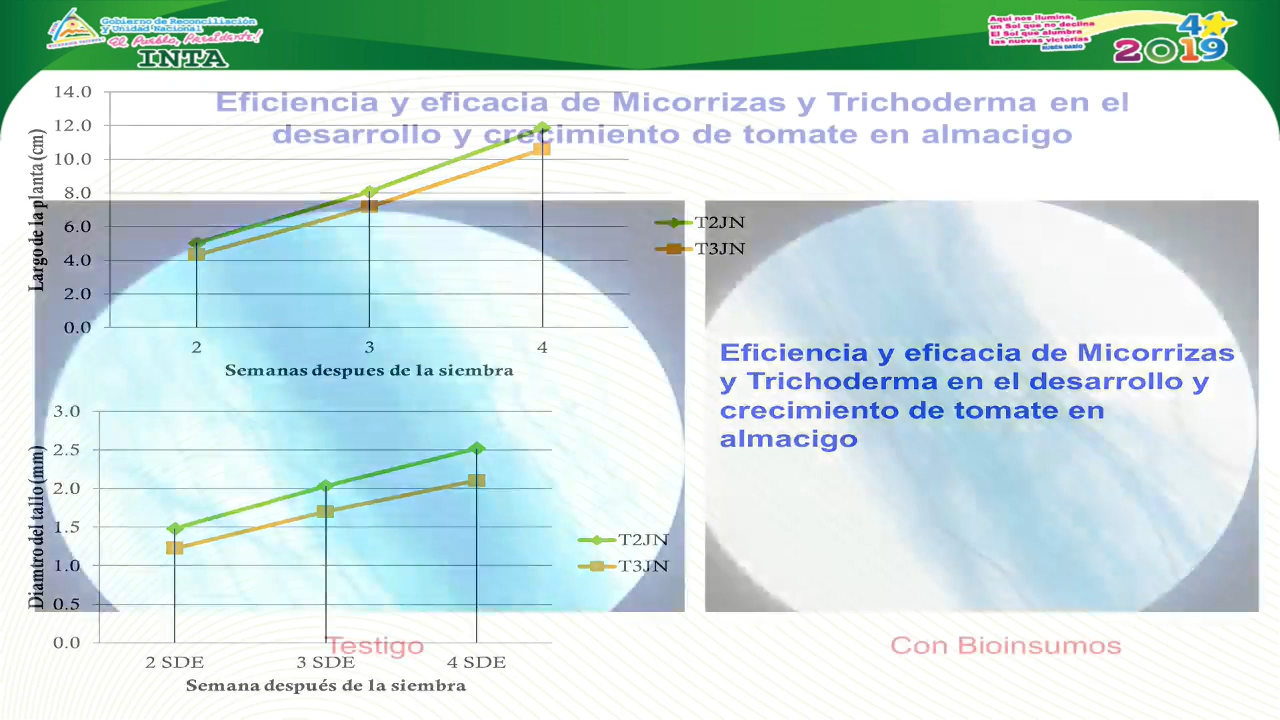 Gobierno de Reconciliación
y Unidad Nacional
El Pueblo, Presidente!
INTA
Aquí nos ilumina,
un Sol que no declina
El Sol que alumbra
las nuevas victorias
RUBÉN DARÍO
2019
Eficiencia y eficacia de Micorrizas y Trichoderma en el
desarrollo y crecimiento de tomate en almacigo
14.0
12.0
10.0
8.0
6.0
4.0
2.0
0.0
Largo de la planta (cm)
2 3 4
Semanas despues de la siembra
T2JN
T3JN
Eficiencia y eficacia de Micorrizas
y Trichoderma en el desarrollo y
crecimiento de tomate en
almacigo
3.0
2.5
2.0
1.5
1.0
0.5
0.0
Diamtro del tallo (mm)
2 SDE 3 SDE 4 SDE
Semana después de la siembra
T2JN
T3JN
Testigo
Con Bioinsumos